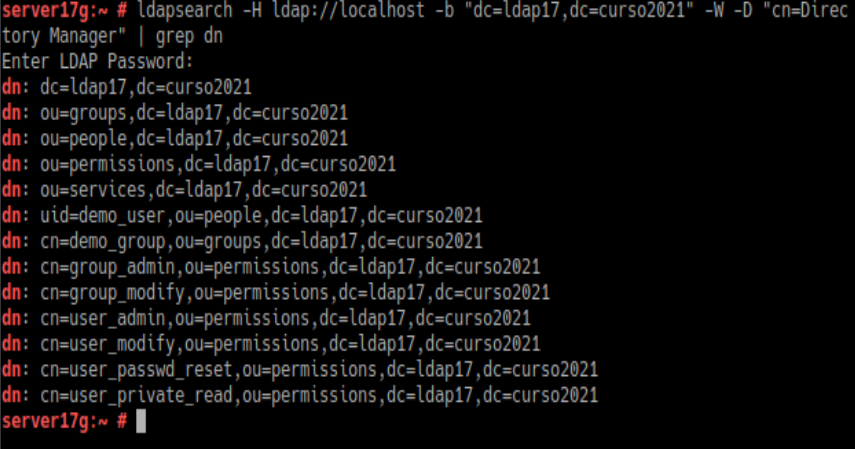 server17g:~ # ldapsearch -H ldap://localhost -b "dc=ldap17,dc=curso2021" -W -D "cn=Direc
tory Manager" | grep dn
Enter LDAP Password:
dn: dc=ldap17,dc=curso2021
dn: ou=groups,dc=ldap17,dc=curso2021
dn: ou=people,dc=ldap17,dc=curso2021
dn: ou=permissions,dc=ldap17,dc=curso2021
dn: ou=services,dc=ldap17,dc=curso2021
dn: uid=demo_user,ou=people,dc=ldap17,dc=curso2021
dn: cn=demo_group,ou=groups,dc=ldap17,dc=curso2021
dn: cn=group_admin,ou=permissions,dc=ldap17,dc=curso2021
dn: cn=group_modify,ou=permissions,dc=ldap17,dc=curso2021
dn: cn=user_admin,ou=permissions,dc=ldap17,dc=curso2021
dn: cn=user_modify,ou=permissions,dc=ldap17,dc=curso2021
dn: cn=user_passwd_reset,ou=permissions,dc=ldap17,dc=curso2021
dn: cn=user_private_read,ou=permissions,dc=ldap17,dc=curso2021
server17g:~ #